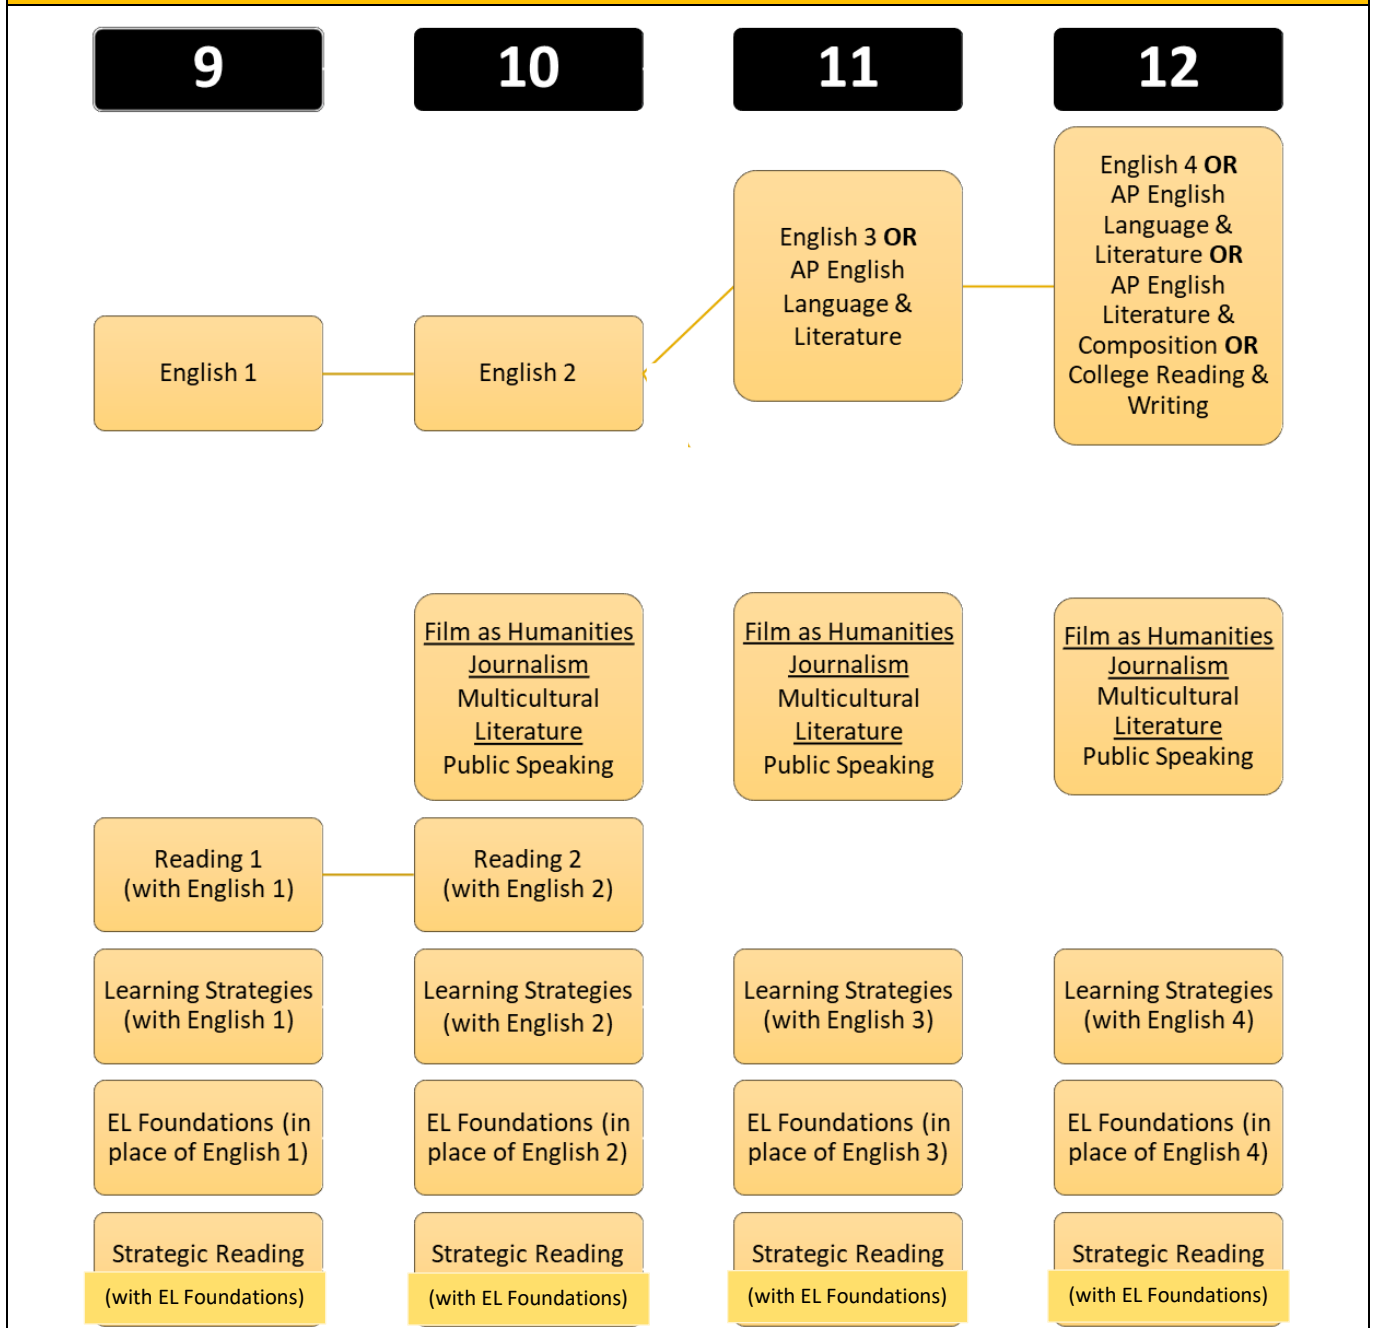 9
10
11
12
English 1
English 2
English 3 OR
AP English
Language &
Literature
English 4 OR
AP English
Language &
Literature OR
AP English
Literature &
Composition OR
College Reading &
Writing
Film as Humanities
Journalism
Multicultural
Literature
Public Speaking
Film as Humanities
Journalism
Multicultural
Literature
Public Speaking
Film as Humanities
Journalism
Multicultural
Literature
Public Speaking
Reading 1
(with English 1)
Reading 2
(with English 2)
Learning Strategies
(with English 1)
Learning Strategies
(with English 2)
Learning Strategies
(with English 3)
Learning Strategies
(with English 4)
EL Foundations (in
place of English 1)
EL Foundations (in
place of English 2)
EL Foundations (in
place of English 3)
EL Foundations (in
place of English 4)
Strategic Reading
(with EL Foundations)
Strategic Reading
(with EL Foundations)
Strategic Reading
(with EL Foundations)
Strategic Reading
(with EL Foundations)